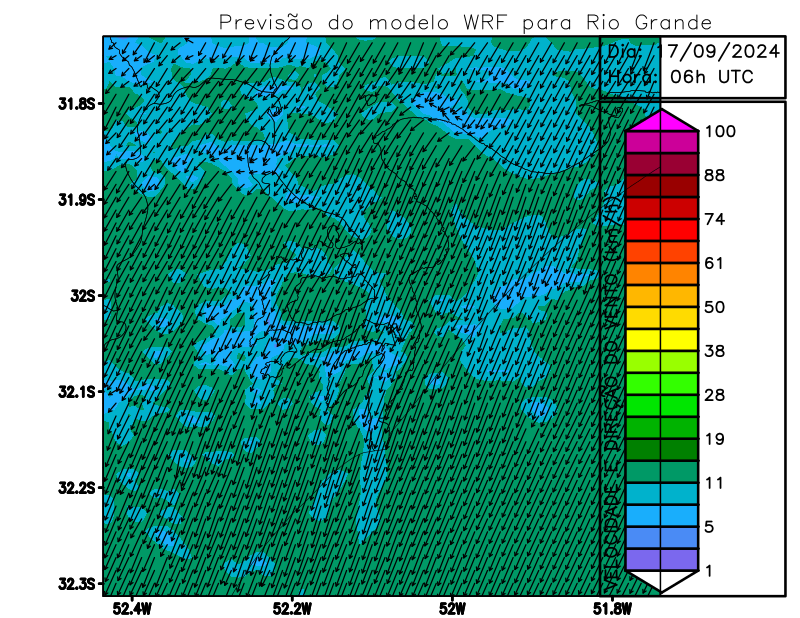 Previsão do modelo WRF para Rio Grande
Dia: 17/09/2024
Hora: 06h UTC
31.8S
31.9S
32S
32.1S
32.2S
32.3S
52.4W
52.2W
52W
51.8W
VELOCIDADE E DIREÇÃO DO VENTO (km/h)
100
88
74
61
50
38
28
19
11
5
1